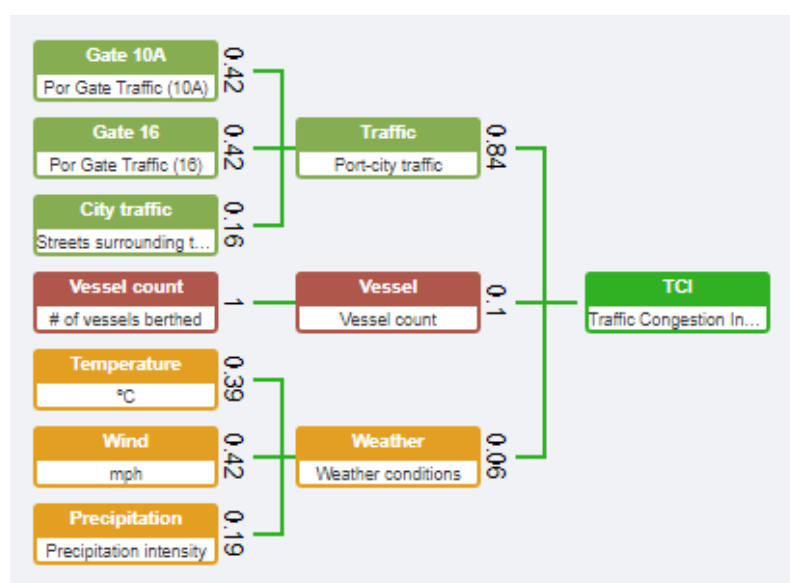 Gate 10A
Por Gate Traffic (10A)
0.42
Gate 16
Por Gate Traffic (16)
0.42
City traffic
Streets surrounding t...
0.16
Traffic
Port-city traffic
0.84
Vessel count
# of vessels berthed
1
Vessel
Vessel count
0.1
TCI
Traffic Congestion In...
Temperature
ºC
0.39
Wind
mph
0.42
Precipitation
Precipitation intensity
0.19
Weather
Weather conditions
0.06